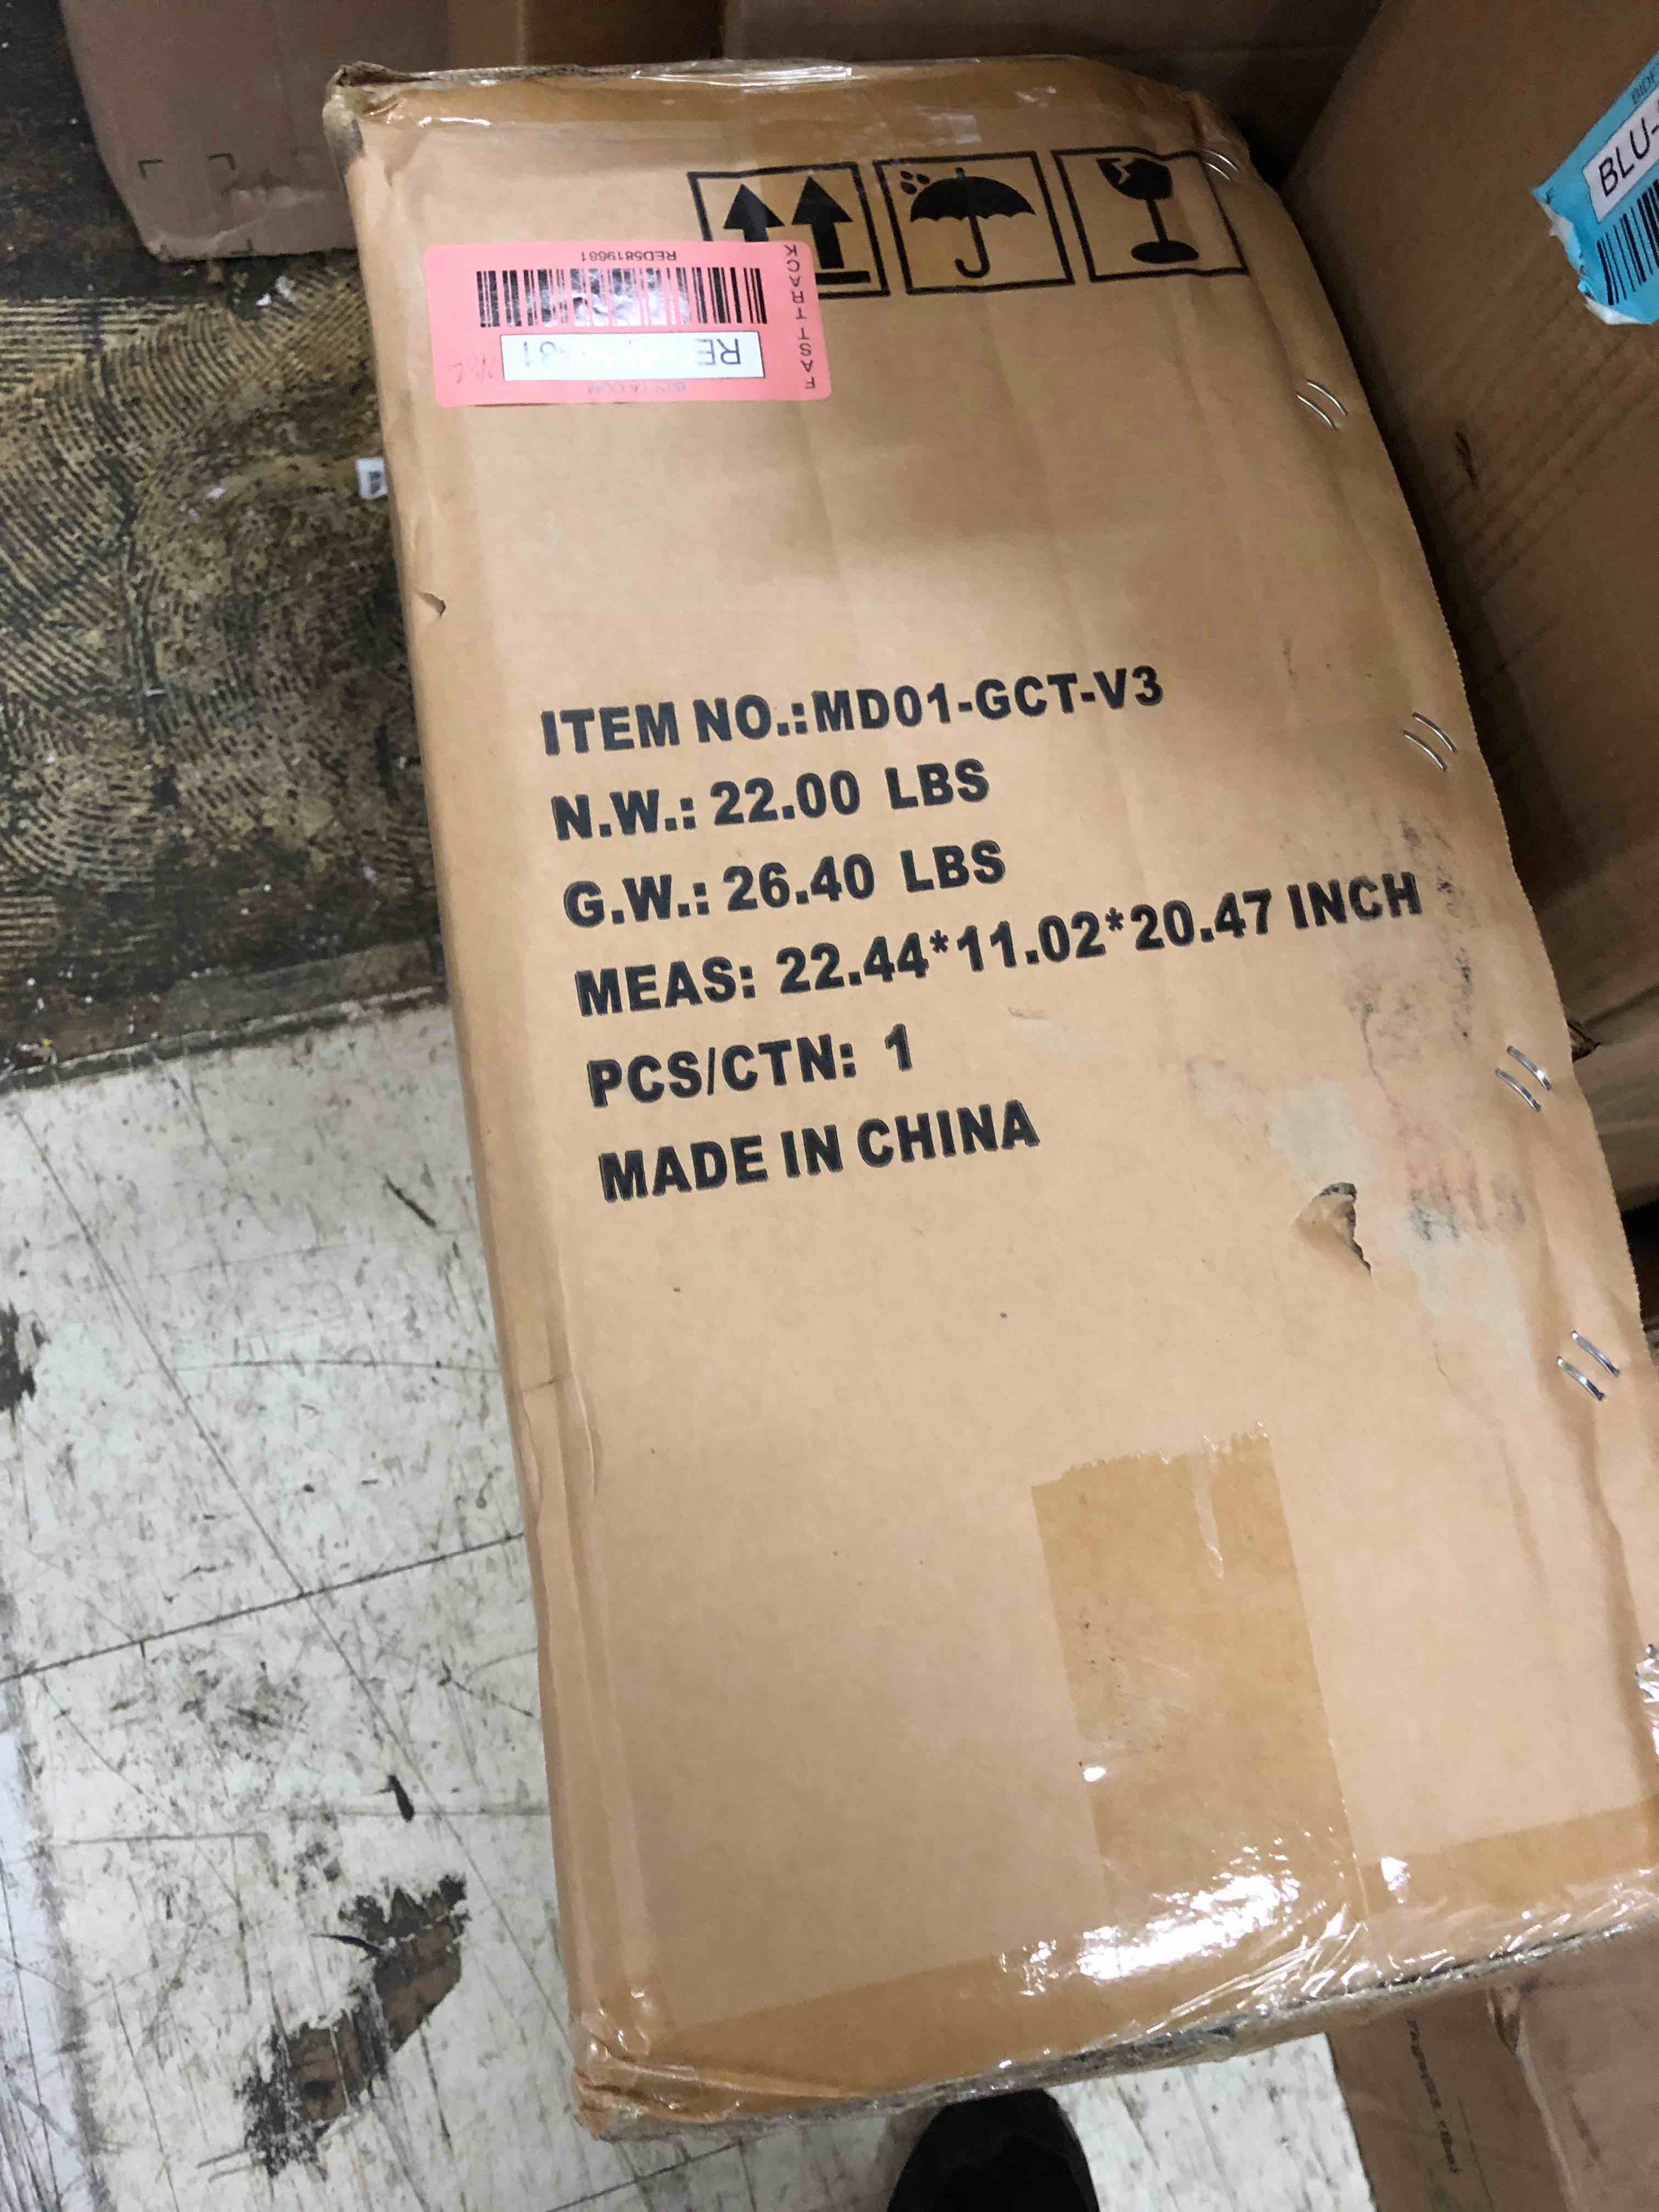 RED5819681
FAST TRACK
BLU-
ITEM NO.:MD01-GCT-V3
N.W.: 22.00 LBS
G.W.: 26.40 LBS
MEAS: 22.44*11.02*20.47 INCH
PCS/CTN: 1
MADE IN CHINA